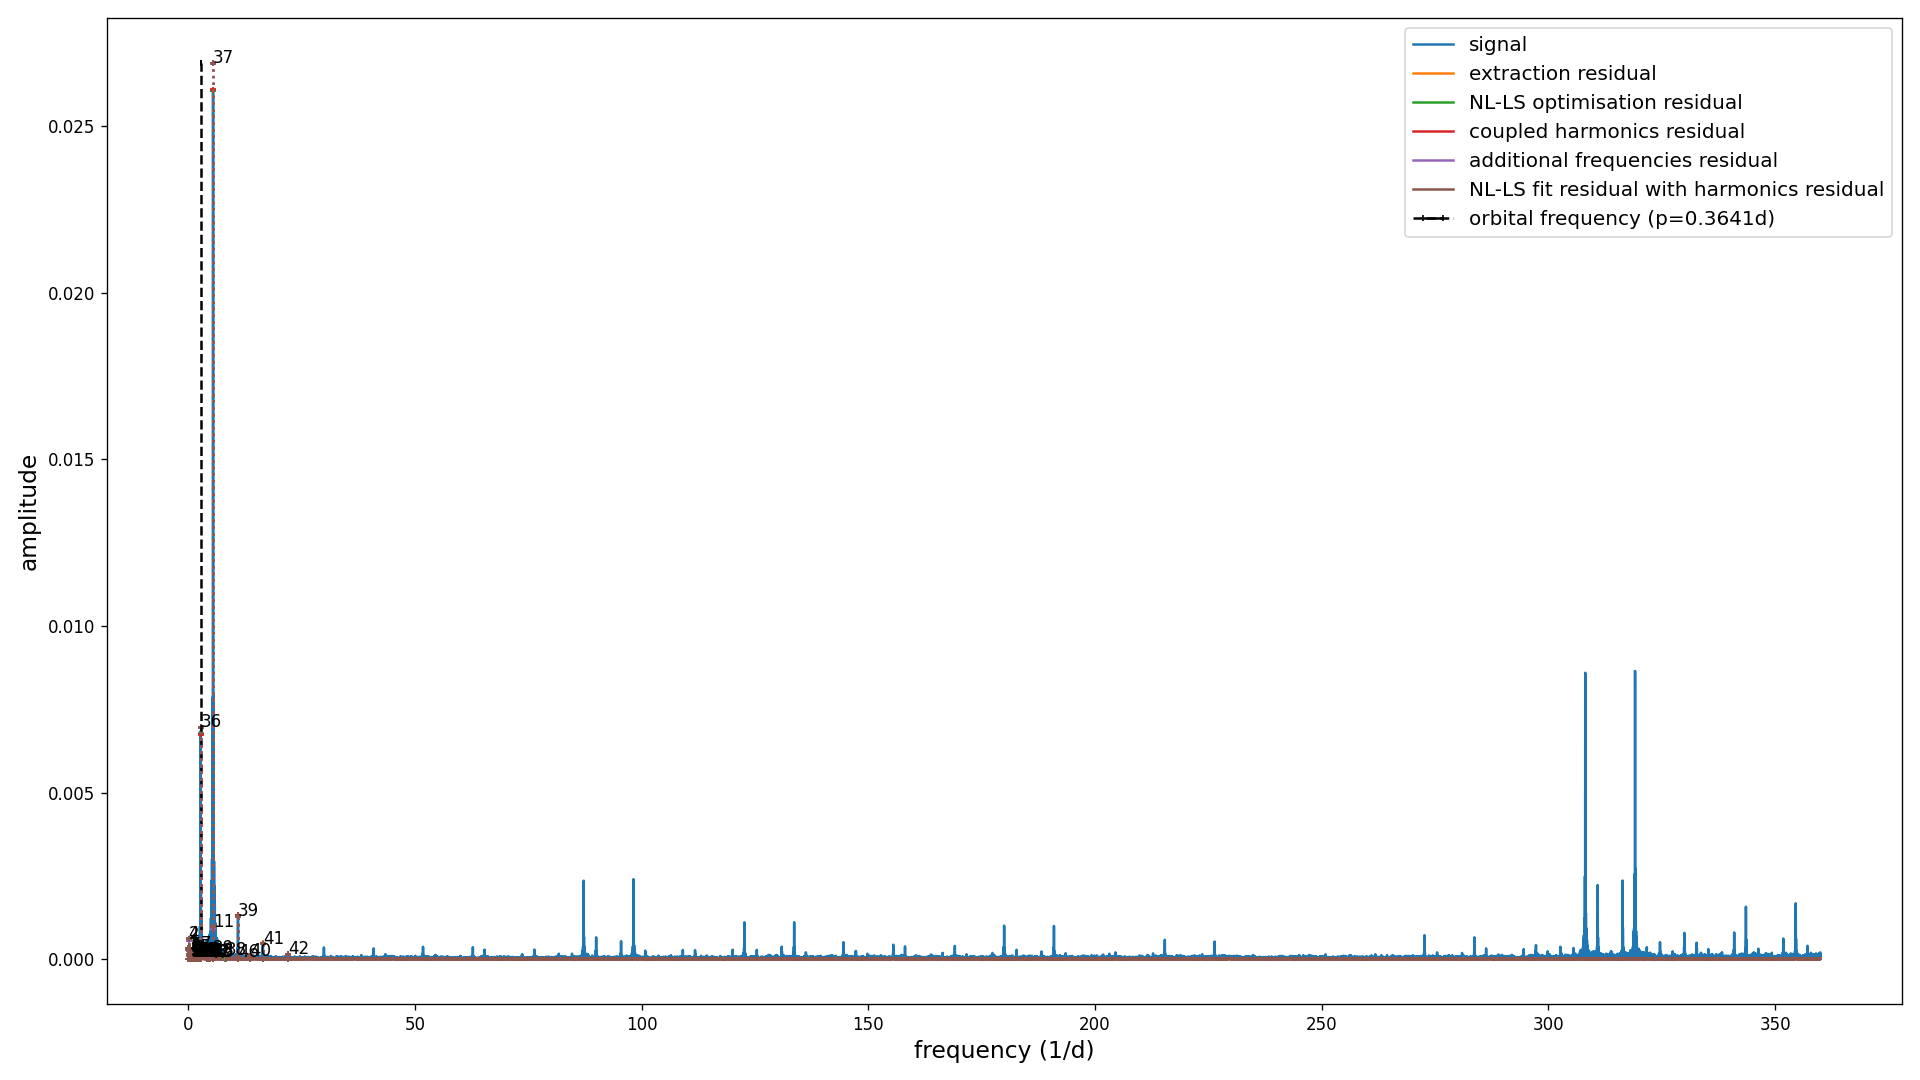 37
signal
extraction residual
NL-LS optimisation residual
coupled harmonics residual
additional frequencies residual
NL-LS fit residual with harmonics residual
orbital frequency (p=0.3641d)
0.025
0.020
0.015
0.010
0.005
0.000
amplitude
36
39
11
41
42
40
0
50
100
150
200
250
300
350
frequency (1/d)